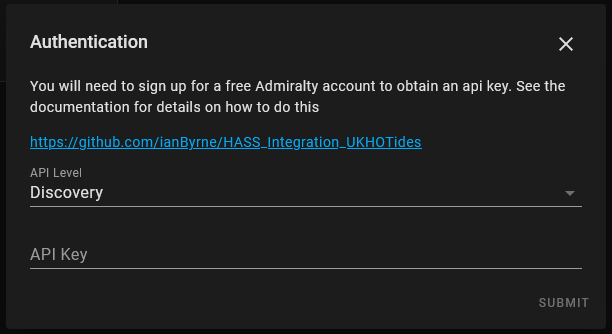 Authentication
You will need to sign up for a free Admiralty account to obtain an api key. See the
documentation for details on how to do this
https://github.com/ianByrne/HASS_Integration_UKHOTides
API Level
Discovery
API Key
SUBMIT